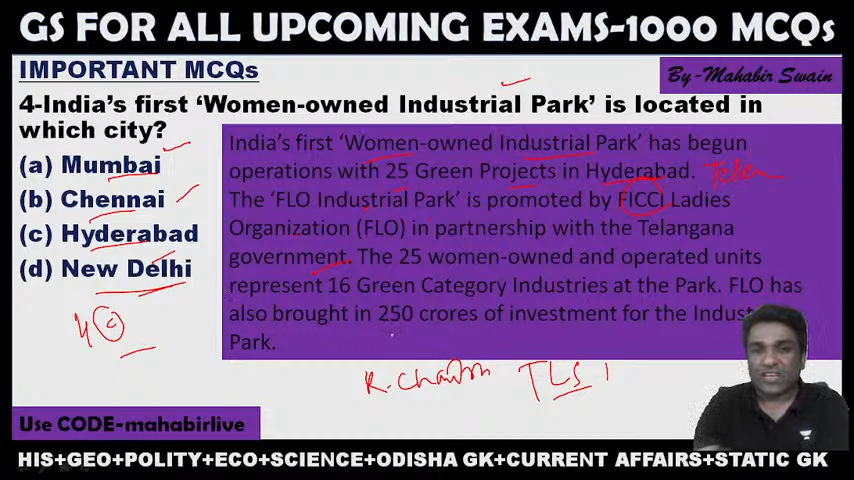 GS FOR ALL UPCOMING EXAMS-1000 MCQs
IMPORTANT MCQs
By-Mahabir Swain
4-India's first 'Women-owned Industrial Park' is located in
which city?
(a) Mumbai
(b) Chennai
(c) Hyderabad
(d) New Delhi
India's first 'Women-owned Industrial Park' has begun
operations with 25 Green Projects in Hyderabad.
The 'FLO Industrial Park' is promoted by FICCI Ladies
Organization (FLO) in partnership with the Telangana
government. The 25 women-owned and operated units
represent 16 Green Category Industries at the Park. FLO has
also brought in 250 crores of investment for the Indust
Park.
4 c
TLS
Use CODE-mahabirlive
HIS+GEO+POLITY+ECO+SCIENCE+ODISHA GK+CURRENT AFFAIRS+STATIC GK